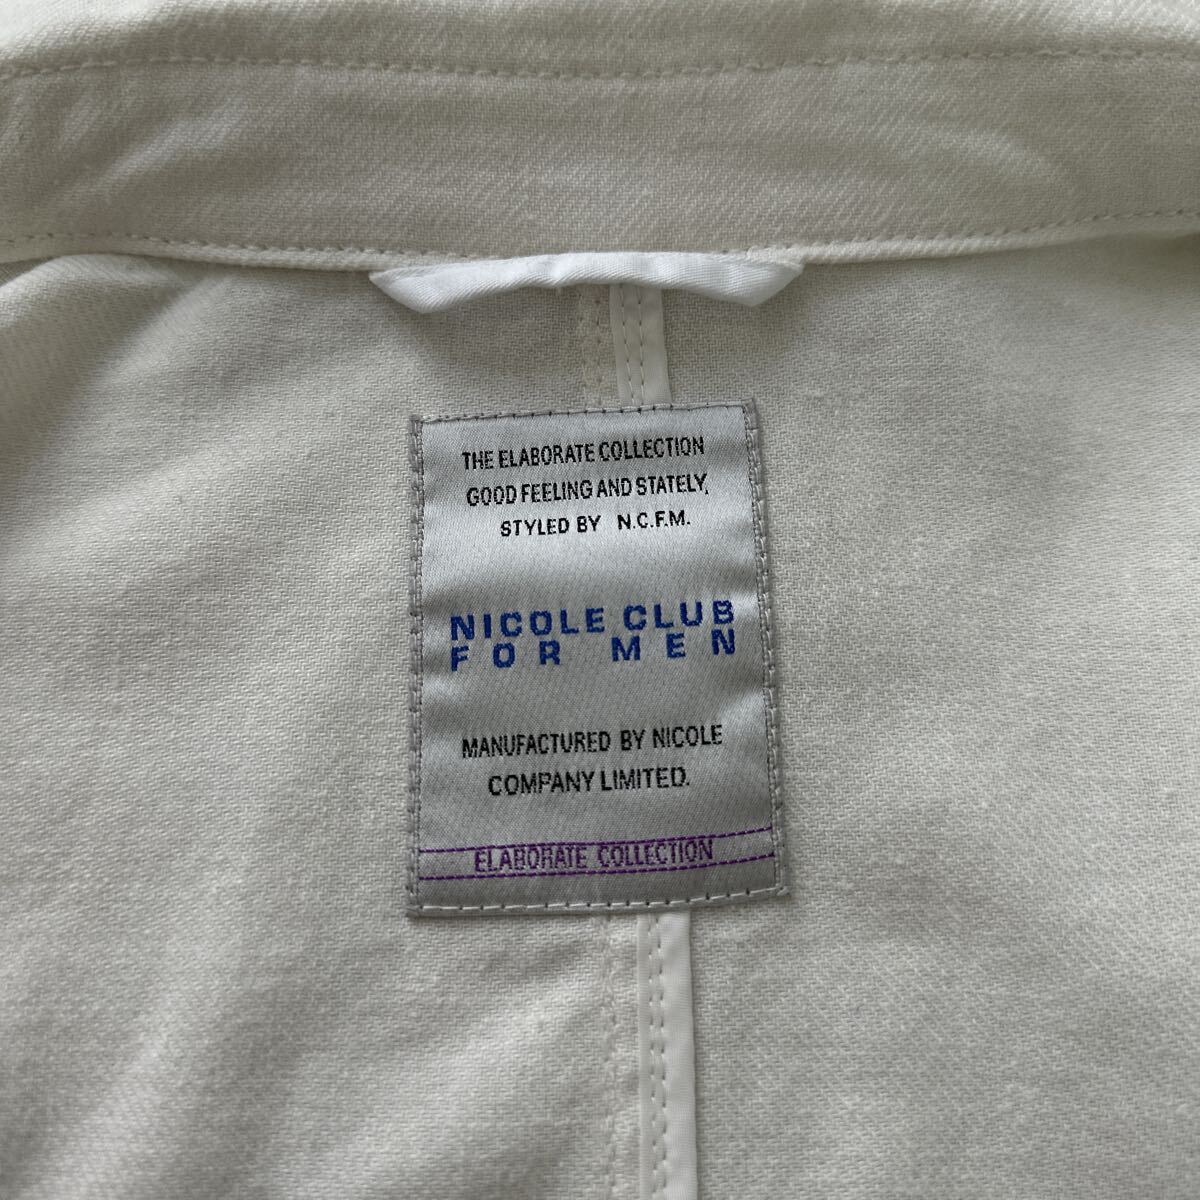 THE ELABORATE COLLECTION
GOOD FEELING AND STATELY,
STYLED BY N.C.F.M.
NICOLE CLUB
FOR MEN
MANUFACTURED BY NICOLE
COMPANY LIMITED.
ELABORATE COLLECTION